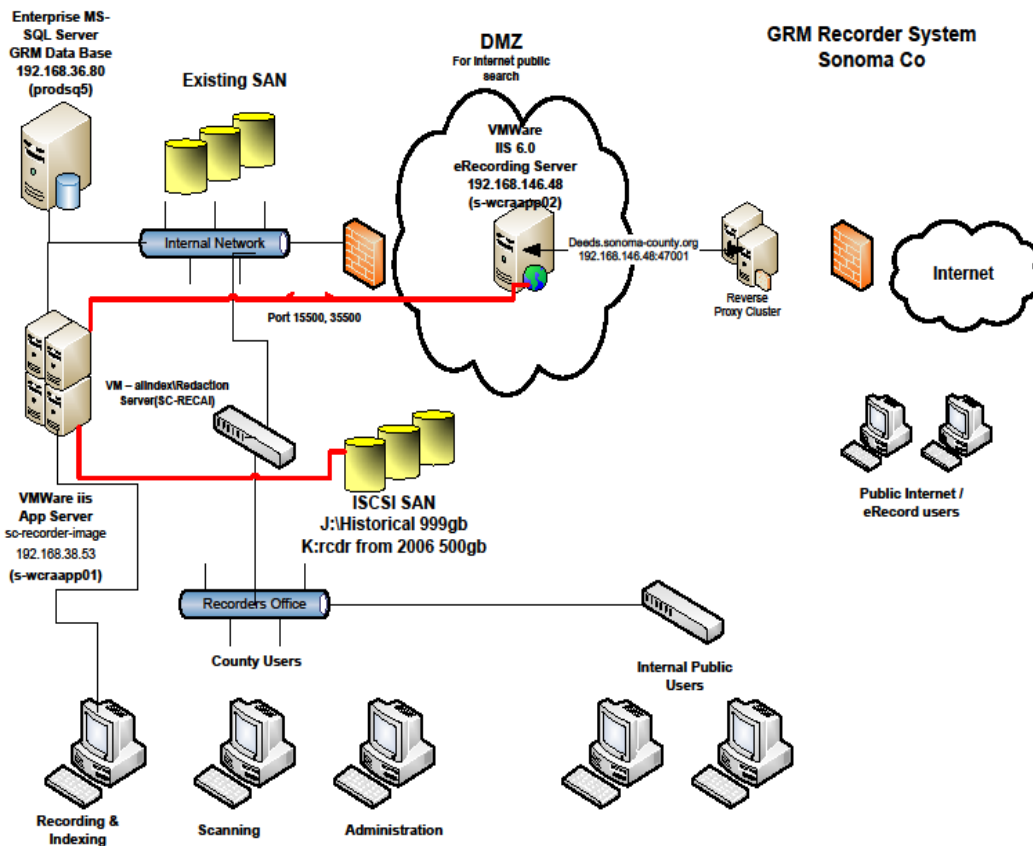 Enterprise MS-
SQL Server
GRM Data Base
192.168.36.80
(prodsq5)
Existing SAN
DMZ
For Internet public
search
GRM Recorder System
Sonoma Co
VMWare
IIS 6.0
eRecording Server
192.168.146.48
(s-wcraapp02)
Internal Network
Deeds.sonoma-county.org
192.168.146.48:47001
Internet
Reverse
Proxy Cluster
Port 15500, 35500
VM – aiIndex\Redaction
Server(SC-RECAI)
ISCSI SAN
J:\Historical 999gb
K:rcdr from 2006 500gb
Public Internet /
eRecord users
VMWare iis
App Server
sc-recorder-image
192.168.38.53
(s-wcraapp01)
Recorders Office
County Users
Internal Public
Users
Recording &
Indexing
Scanning
Administration